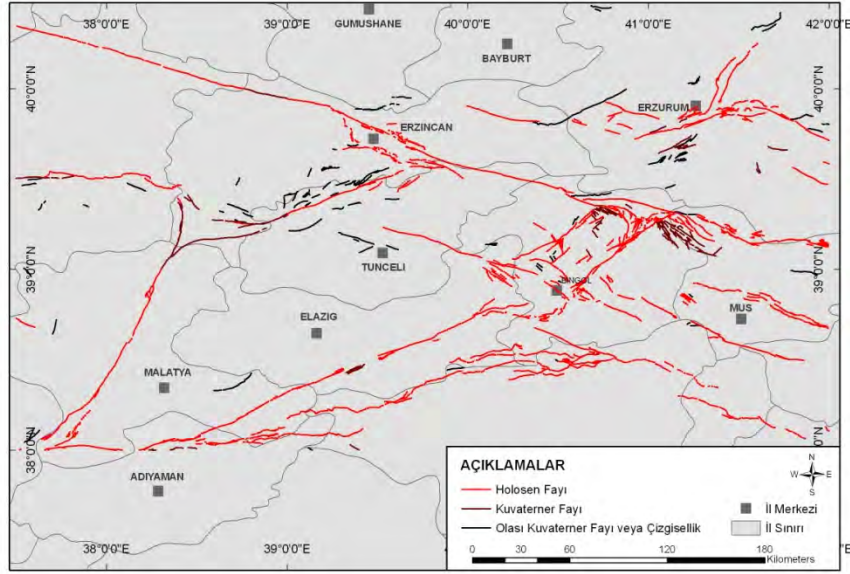 38°0'0"E 39°0'0"E 40°0'0"E 41°0'0"E 42°0'0"E
GUMUSHANE
BAYBURT
40°0'0"N 40°0'0"N
ERZURUM
ERZINCAN
39°0'0"N 39°0'0"N
TUNCELI
BINGOL
ELAZIG
MUS
MALATYA
38°0'0"N 38°0'0"N
ADIYAMAN
AÇIKLAMALAR
N
W E
S
Holosen Fayı
Kuvaterner Fayı
İl Merkezi
Olası Kuvaterner Fayı veya Çizgisellik
İl Sınırı
0 30 60 120 180
Kilometers
38°0'0"E 39°0'0"E